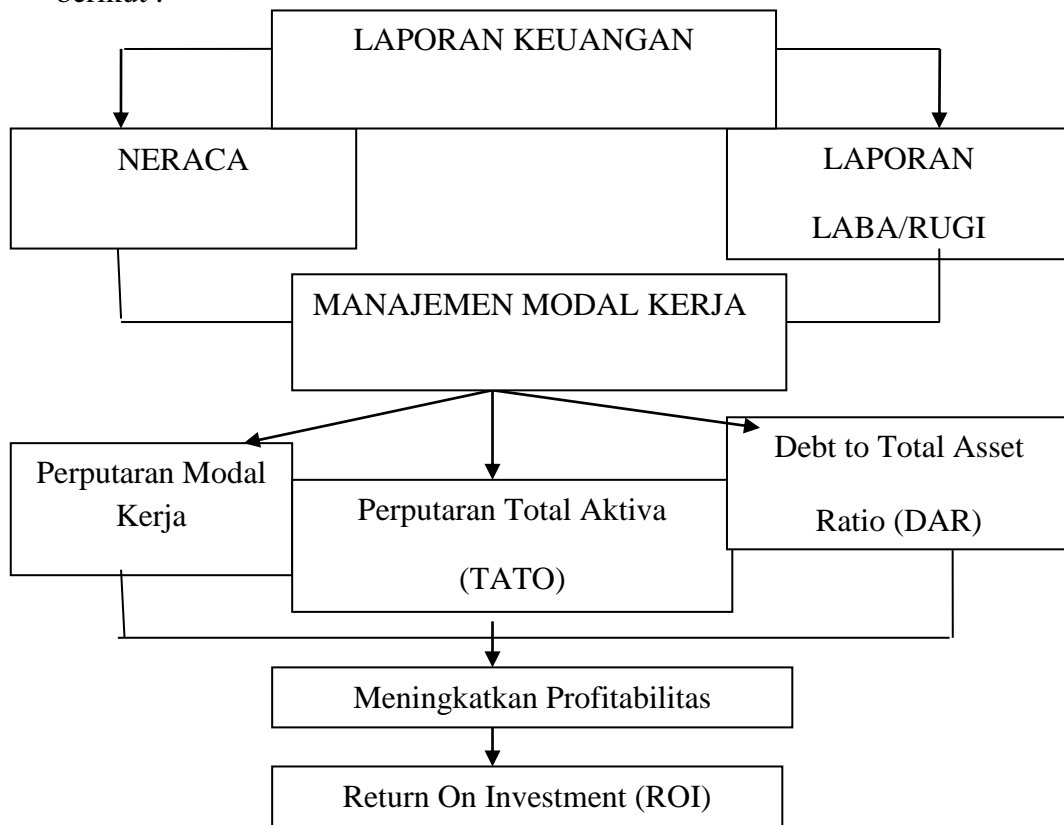 berikut :
LAPORAN KEUANGAN
NERACA
LAPORAN
LABA/RUGI
MANAJEMEN MODAL KERJA
Perputaran Modal
Kerja
Perputaran Total Aktiva
(TATO)
Debt to Total Asset
Ratio (DAR)
Meningkatkan Profitabilitas
Return On Investment (ROI)